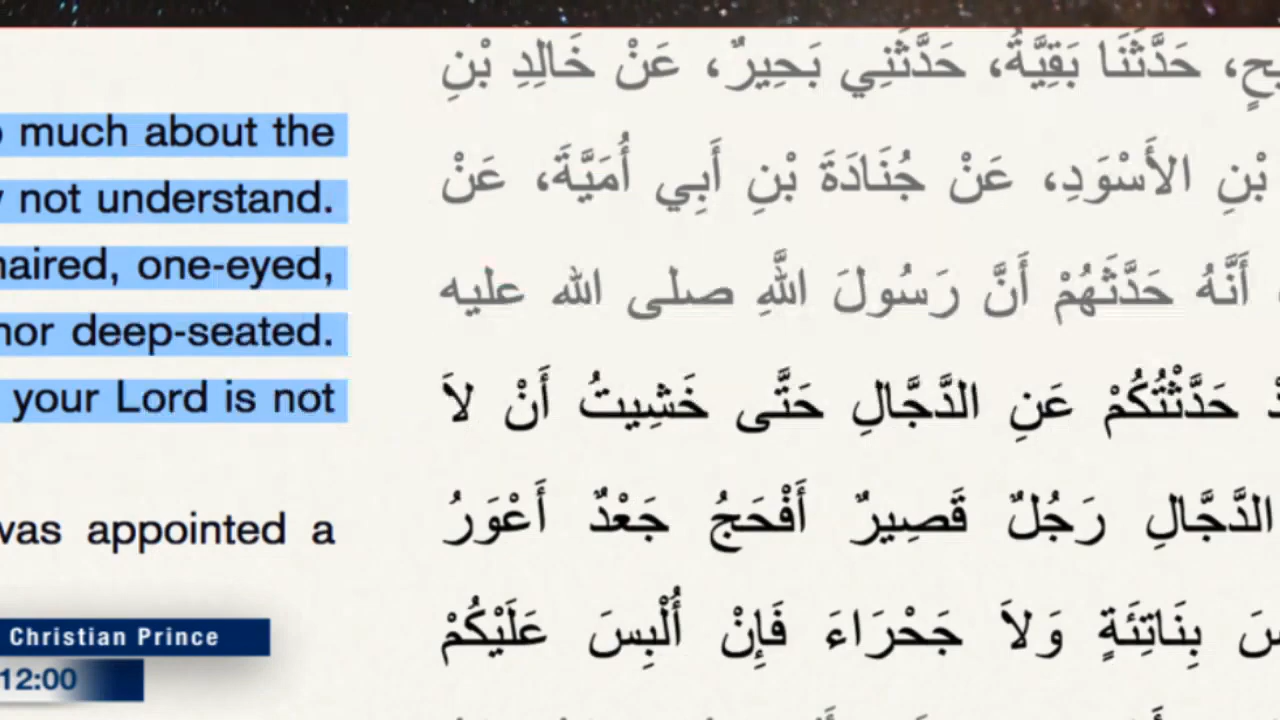 much about the
not understand.
one-eyed,
nor deep-seated.
your Lord is not
was appointed a
حَدَّثَنَا بَقِيَّةُ، حَدَّثَنِي بَحِيرٌ، عَنْ خَالِدِ بْنِ
بْنِ الأَسْوَدِ، عَنْ جُنَادَةَ بْنِ أَبِي أُمَيَّةَ، عَنْ
أَنَّهُ حَدَّثَهُمْ أَنَّ رَسُولَ اللَّهِ صلى الله عليه
حَدَّثْتُكُمْ عَنِ الدَّجَّالِ حَتَّى خَشِيتُ أَنْ لاَ
الدَّجَّالِ رَجُلٌ قَصِيرٌ أَفْحَجُ جَعْدٌ أَعْوَرُ
بِنَاتِئَةٍ وَلاَ جَحْرَاءَ فَإِنْ أُلْبِسَ عَلَيْكُمْ
Christian Prince
12:00